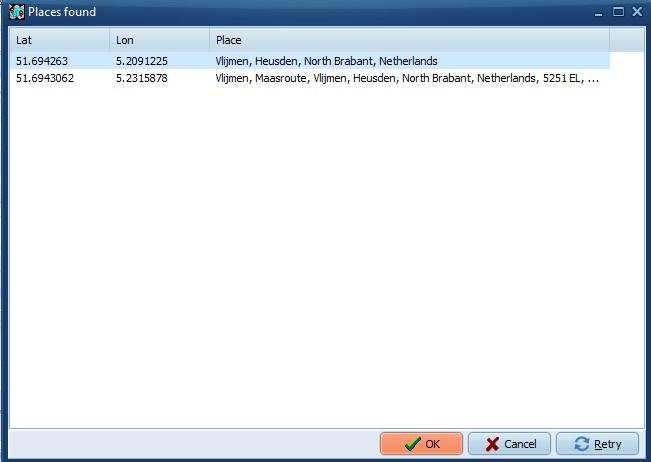 Places found
Lat Lon Place
51.694263 5.2091225 Vlijmen, Heusden, North Brabant, Netherlands
51.6943062 5.2315878 Vlijmen, Maasroute, Vlijmen, Heusden, North Brabant, Netherlands, 5251 EL, ...
OK Cancel Retry